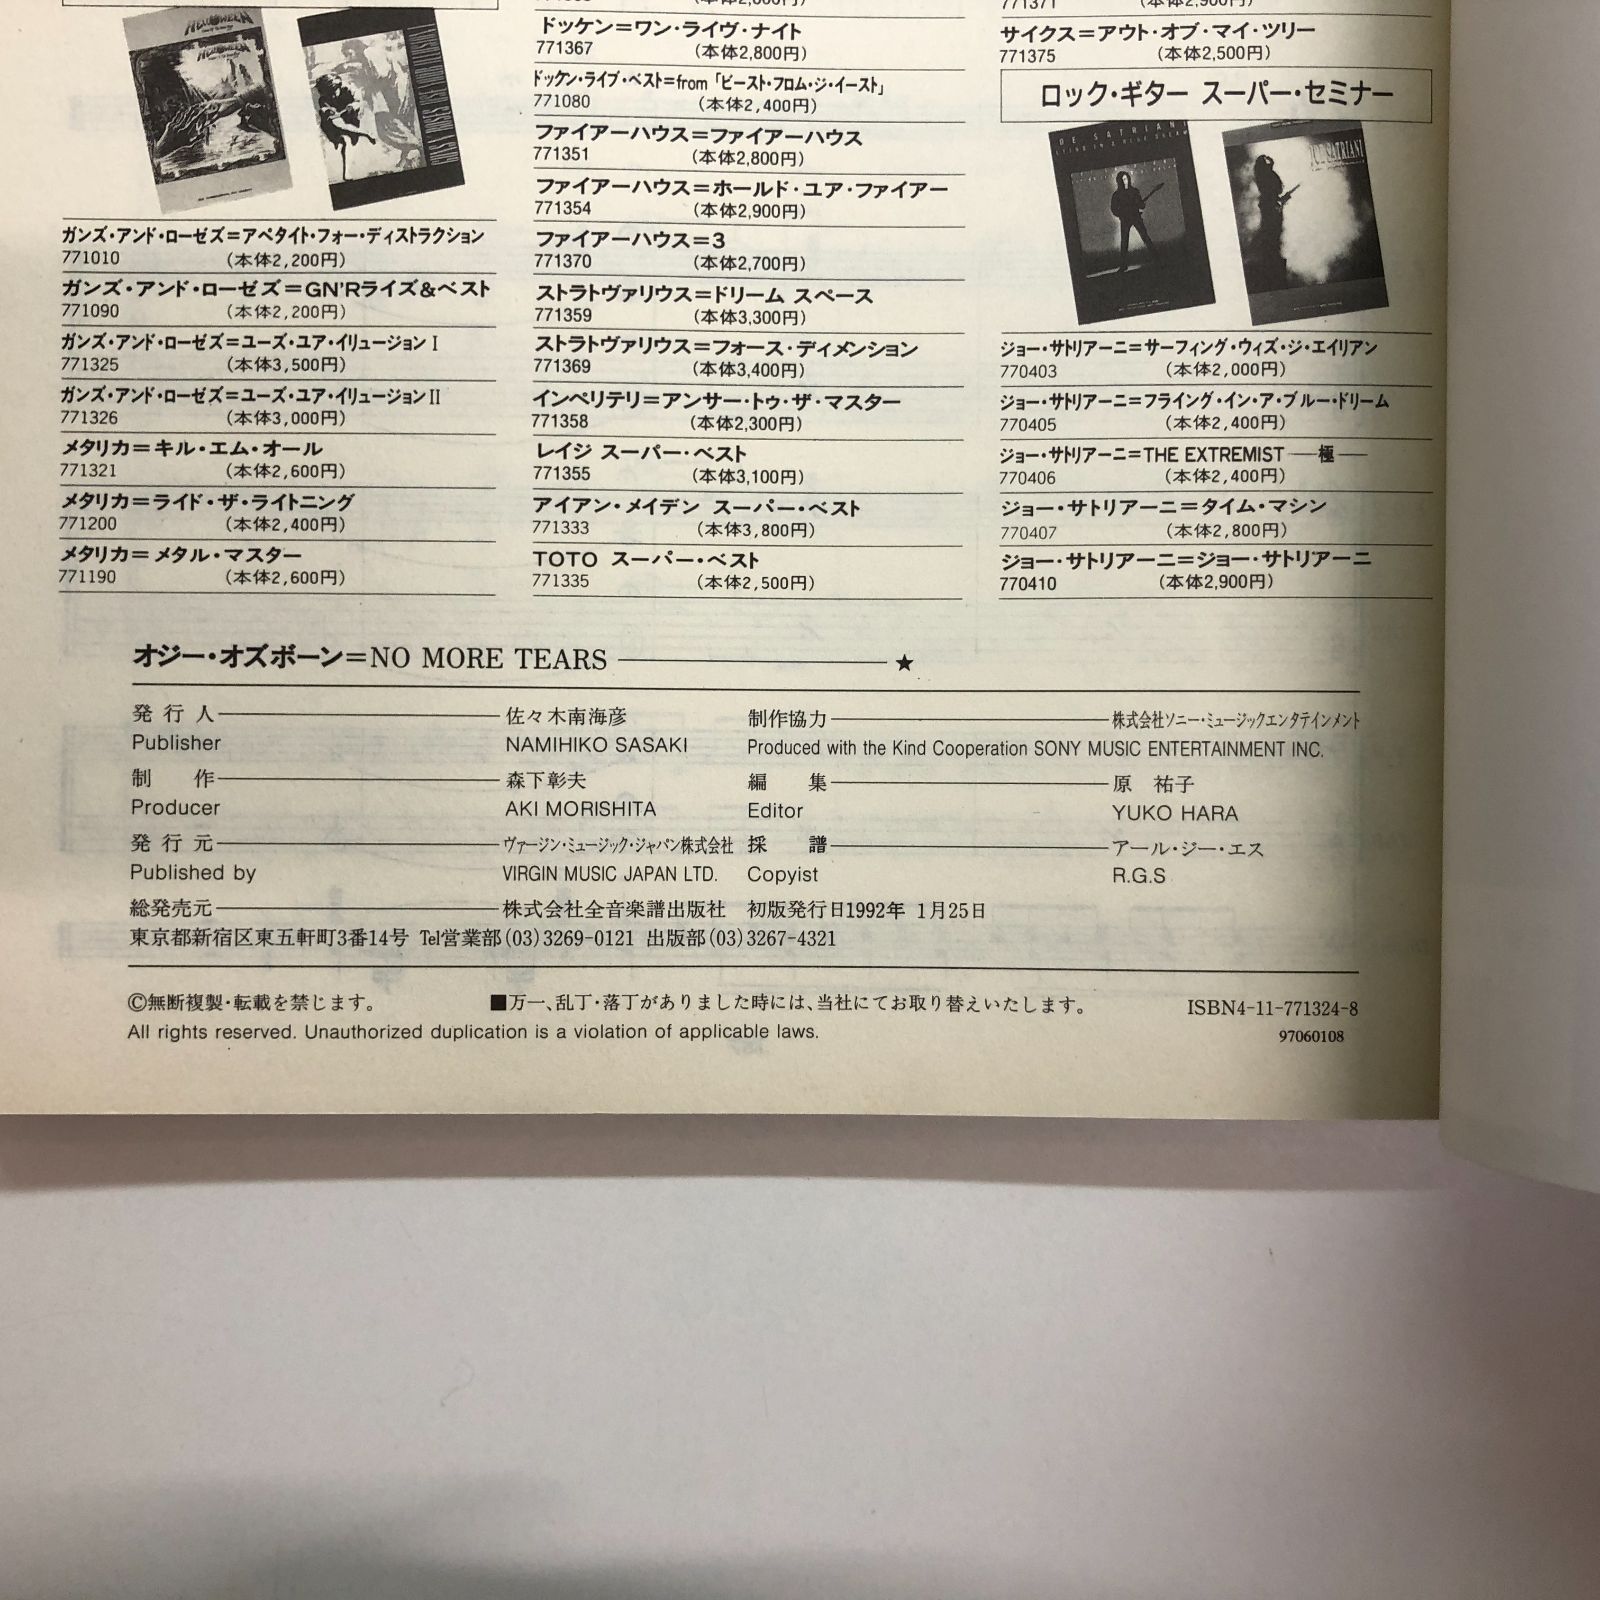 HELLOWEEN
HELLOWEEN
ガンズ・アンド・ローゼズ=アペタイト・フォー・ディストラクション
771010 (本体2,200円)
ガンズ・アンド・ローゼズ=GN'Rライズ&ベスト
771090 (本体2,200円)
ガンズ・アンド・ローゼズ=ユーズ・ユア・イリュージョンⅠ
771325 (本体3,500円)
ガンズ・アンド・ローゼズ=ユーズ・ユア・イリュージョンⅡ
771326 (本体3,000円)
メタリカ=キル・エム・オール
771321 (本体2,600円)
メタリカ=ライド・ザ・ライトニング
771200 (本体2,400円)
メタリカ=メタル・マスター
771190 (本体2,600円)
ドッケン=ワン・ライヴ・ナイト
771367 (本体2,800円)
ドッケン・ライブ・ベスト=from「ビースト・フロム・ジ・イースト」
771080 (本体2,400円)
ファイアーハウス=ファイアーハウス
771351 (本体2,800円)
ファイアーハウス=ホールド・ユア・ファイアー
771354 (本体2,900円)
ファイアーハウス=3
771370 (本体2,700円)
ストラトヴァリウス=ドリーム スペース
771359 (本体3,300円)
ストラトヴァリウス=フォース・ディメンション
771369 (本体3,400円)
インペリテリ=アンサー・トゥ・ザ・マスター
771358 (本体2,300円)
レイジ スーパー・ベスト
771355 (本体3,100円)
アイアン・メイデン スーパー・ベスト
771333 (本体3,800円)
TOTO スーパー・ベスト
771335 (本体2,500円)
771371 (本体2,900円)
サイクス=アウト・オブ・マイ・ツリー
771375 (本体2,500円)
ロック・ギター スーパー・セミナー
JOE SATRIANI
ジョー・サトリアーニ=サーフィング・ウィズ・ジ・エイリアン
770403 (本体2,000円)
ジョー・サトリアーニ=フライング・イン・ア・ブルー・ドリーム
770405 (本体2,400円)
ジョー・サトリアーニ=THE EXTREMIST ―極―
770406 (本体2,400円)
ジョー・サトリアーニ=タイム・マシン
770407 (本体2,800円)
ジョー・サトリアーニ=ジョー・サトリアーニ
770410 (本体2,900円)
オジー・オズボーン=NO MORE TEARS ―――★
発行人―――佐々木南海彦
Publisher NAMIHIKO SASAKI
制　作―――森下彰夫
Producer AKI MORISHITA
発行元―――ヴァージン・ミュージック・ジャパン株式会社
Published by VIRGIN MUSIC JAPAN LTD.
制作協力―――株式会社ソニー・ミュージックエンタテインメント
Produced with the Kind Cooperation SONY MUSIC ENTERTAINMENT INC.
編　集―――原　祐子
Editor YUKO HARA
採　譜―――アール・ジー・エス
Copyist R.G.S
総発売元―――株式会社全音楽譜出版社 初版発行日1992年 1月25日
東京都新宿区東五軒町3番14号 Tel営業部(03)3269-0121 出版部(03)3267-4321
©無断複製・転載を禁じます。 ■万一、乱丁・落丁がありました時には、当社にてお取り替えいたします。 ISBN4-11-771324-8
All rights reserved. Unauthorized duplication is a violation of applicable laws. 97060108